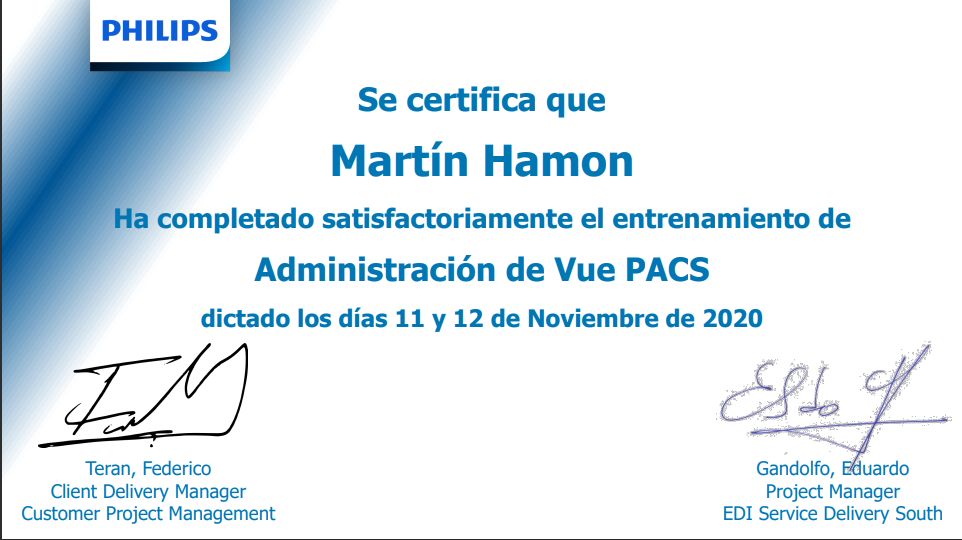 PHILIPS
Se certifica que
Martín Hamon
Ha completado satisfactoriamente el entrenamiento de
Administración de Vue PACS
dictado los días 11 y 12 de Noviembre de 2020
Teran, Federico
Client Delivery Manager
Customer Project Management
Gandolfo, Eduardo
Project Manager
EDI Service Delivery South